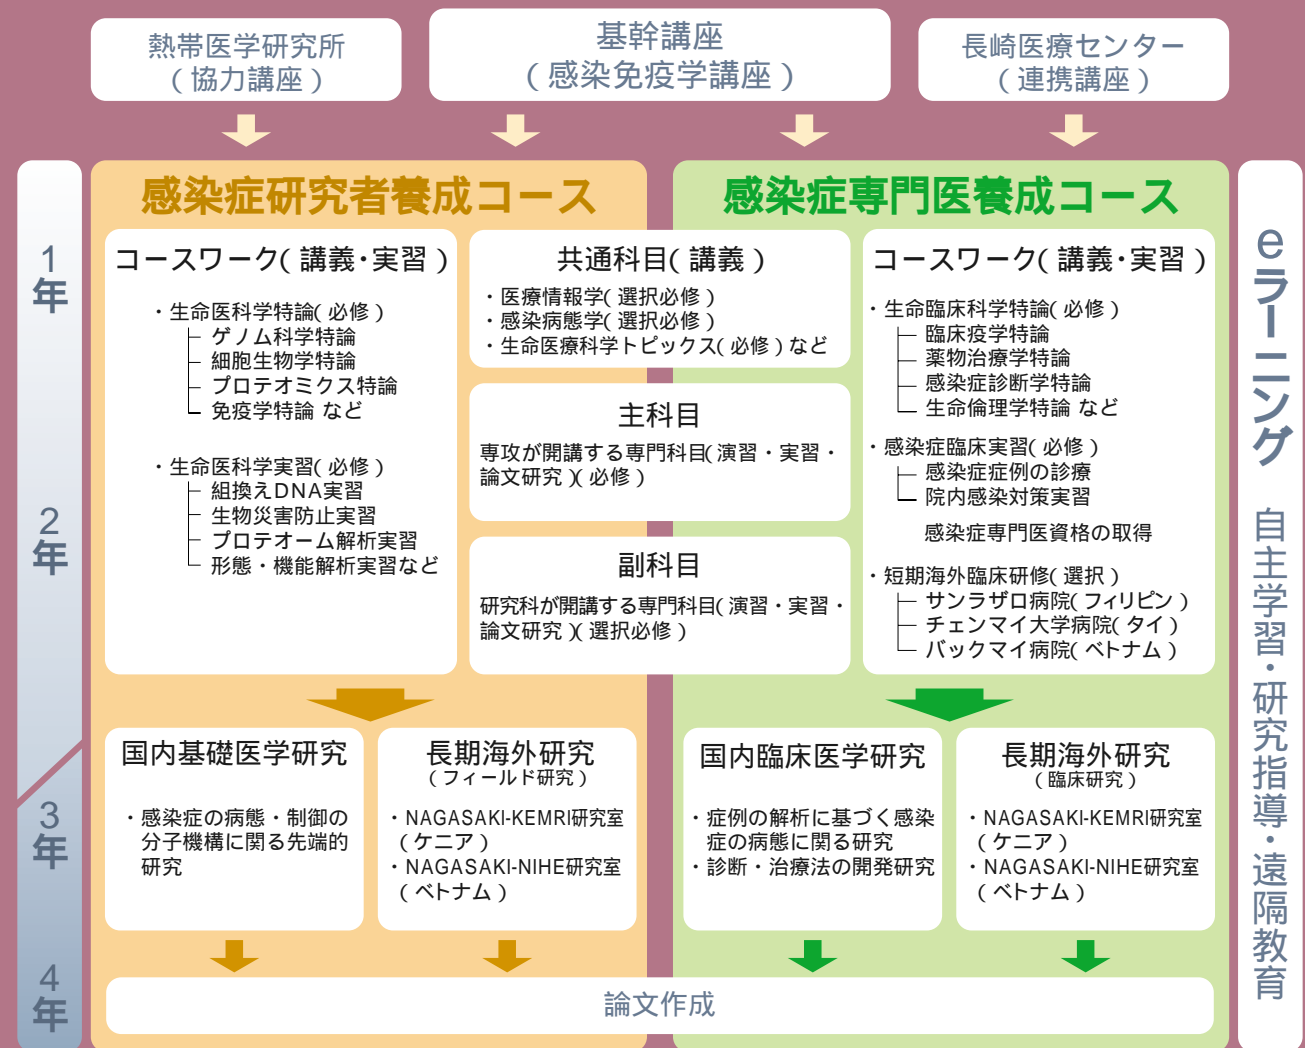 熱帯医学研究所
(協力講座)
基幹講座
(感染免疫学講座)
長崎医療センター
(連携講座)
感染症研究者養成コース
感染症専門医養成コース
1
年
2
年
3
年
4
年
コースワーク(講義・実習)
・生命医科学特論(必修)
ゲノム科学特論
細胞生物学特論
プロテオミクス特論
免疫学特論 など
・生命医科学実習(必修)
組換えDNA実習
生物災害防止実習
プロテオーム解析実習
形態・機能解析実習など
共通科目(講義)
・医療情報学(選択必修)
・感染病態学(選択必修)
・生命医療科学トピックス(必修)など
主科目
専攻が開講する専門科目(演習・実習・
論文研究)(必修)
副科目
研究科が開講する専門科目(演習・実習・
論文研究)(選択必修)
コースワーク(講義・実習)
・生命臨床科学特論(必修)
臨床疫学特論
薬物治療学特論
感染症診断学特論
生命倫理学特論 など
・感染症臨床実習(必修)
感染症症例の診療
院内感染対策実習
感染症専門医資格の取得
・短期海外臨床研修(選択)
サンラザロ病院(フィリピン)
チェンマイ大学病院(タイ)
バックマイ病院(ベトナム)
国内基礎医学研究
・感染症の病態・制御の
分子機構に関する先端的
研究
長期海外研究
(フィールド研究)
・NAGASAKI-KEMRI研究室
(ケニア)
・NAGASAKI-NIHE研究室
(ベトナム)
国内臨床医学研究
・症例の解析に基づく感染
症の病態に関る研究
・診断・治療法の開発研究
長期海外研究
(臨床研究)
・NAGASAKI-KEMRI研究室
(ケニア)
・NAGASAKI-NIHE研究室
(ベトナム)
論文作成
eラーニング 自主学習・研究指導・遠隔教育